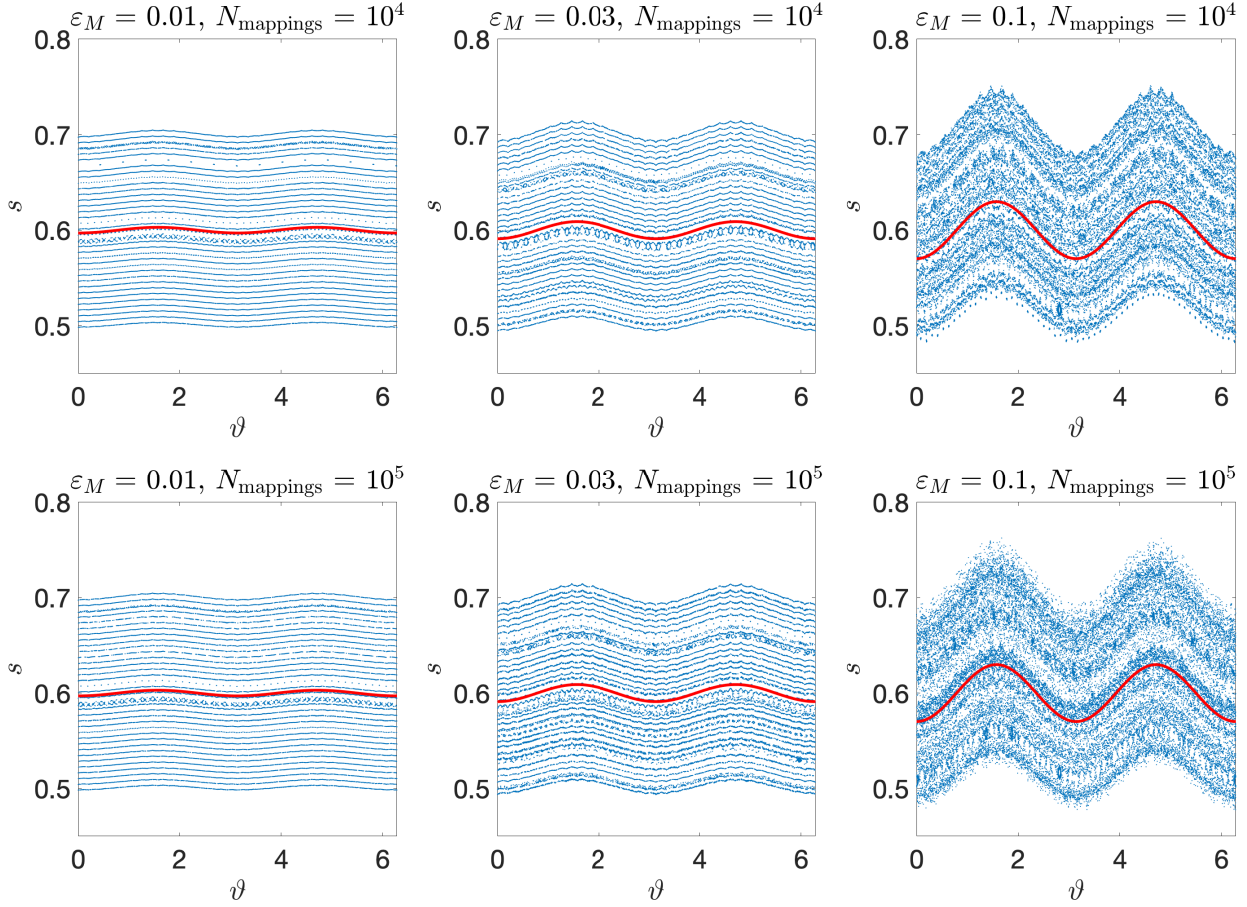 ε_M = 0.01, N_mappings = 10^4
0.8
0.7
0.6
0.5
s
0 2 4 6
ϑ
ε_M = 0.03, N_mappings = 10^4
0.8
0.7
0.6
0.5
s
0 2 4 6
ϑ
ε_M = 0.1, N_mappings = 10^4
0.8
0.7
0.6
0.5
s
0 2 4 6
ϑ
ε_M = 0.01, N_mappings = 10^5
0.8
0.7
0.6
0.5
s
0 2 4 6
ϑ
ε_M = 0.03, N_mappings = 10^5
0.8
0.7
0.6
0.5
s
0 2 4 6
ϑ
ε_M = 0.1, N_mappings = 10^5
0.8
0.7
0.6
0.5
s
0 2 4 6
ϑ